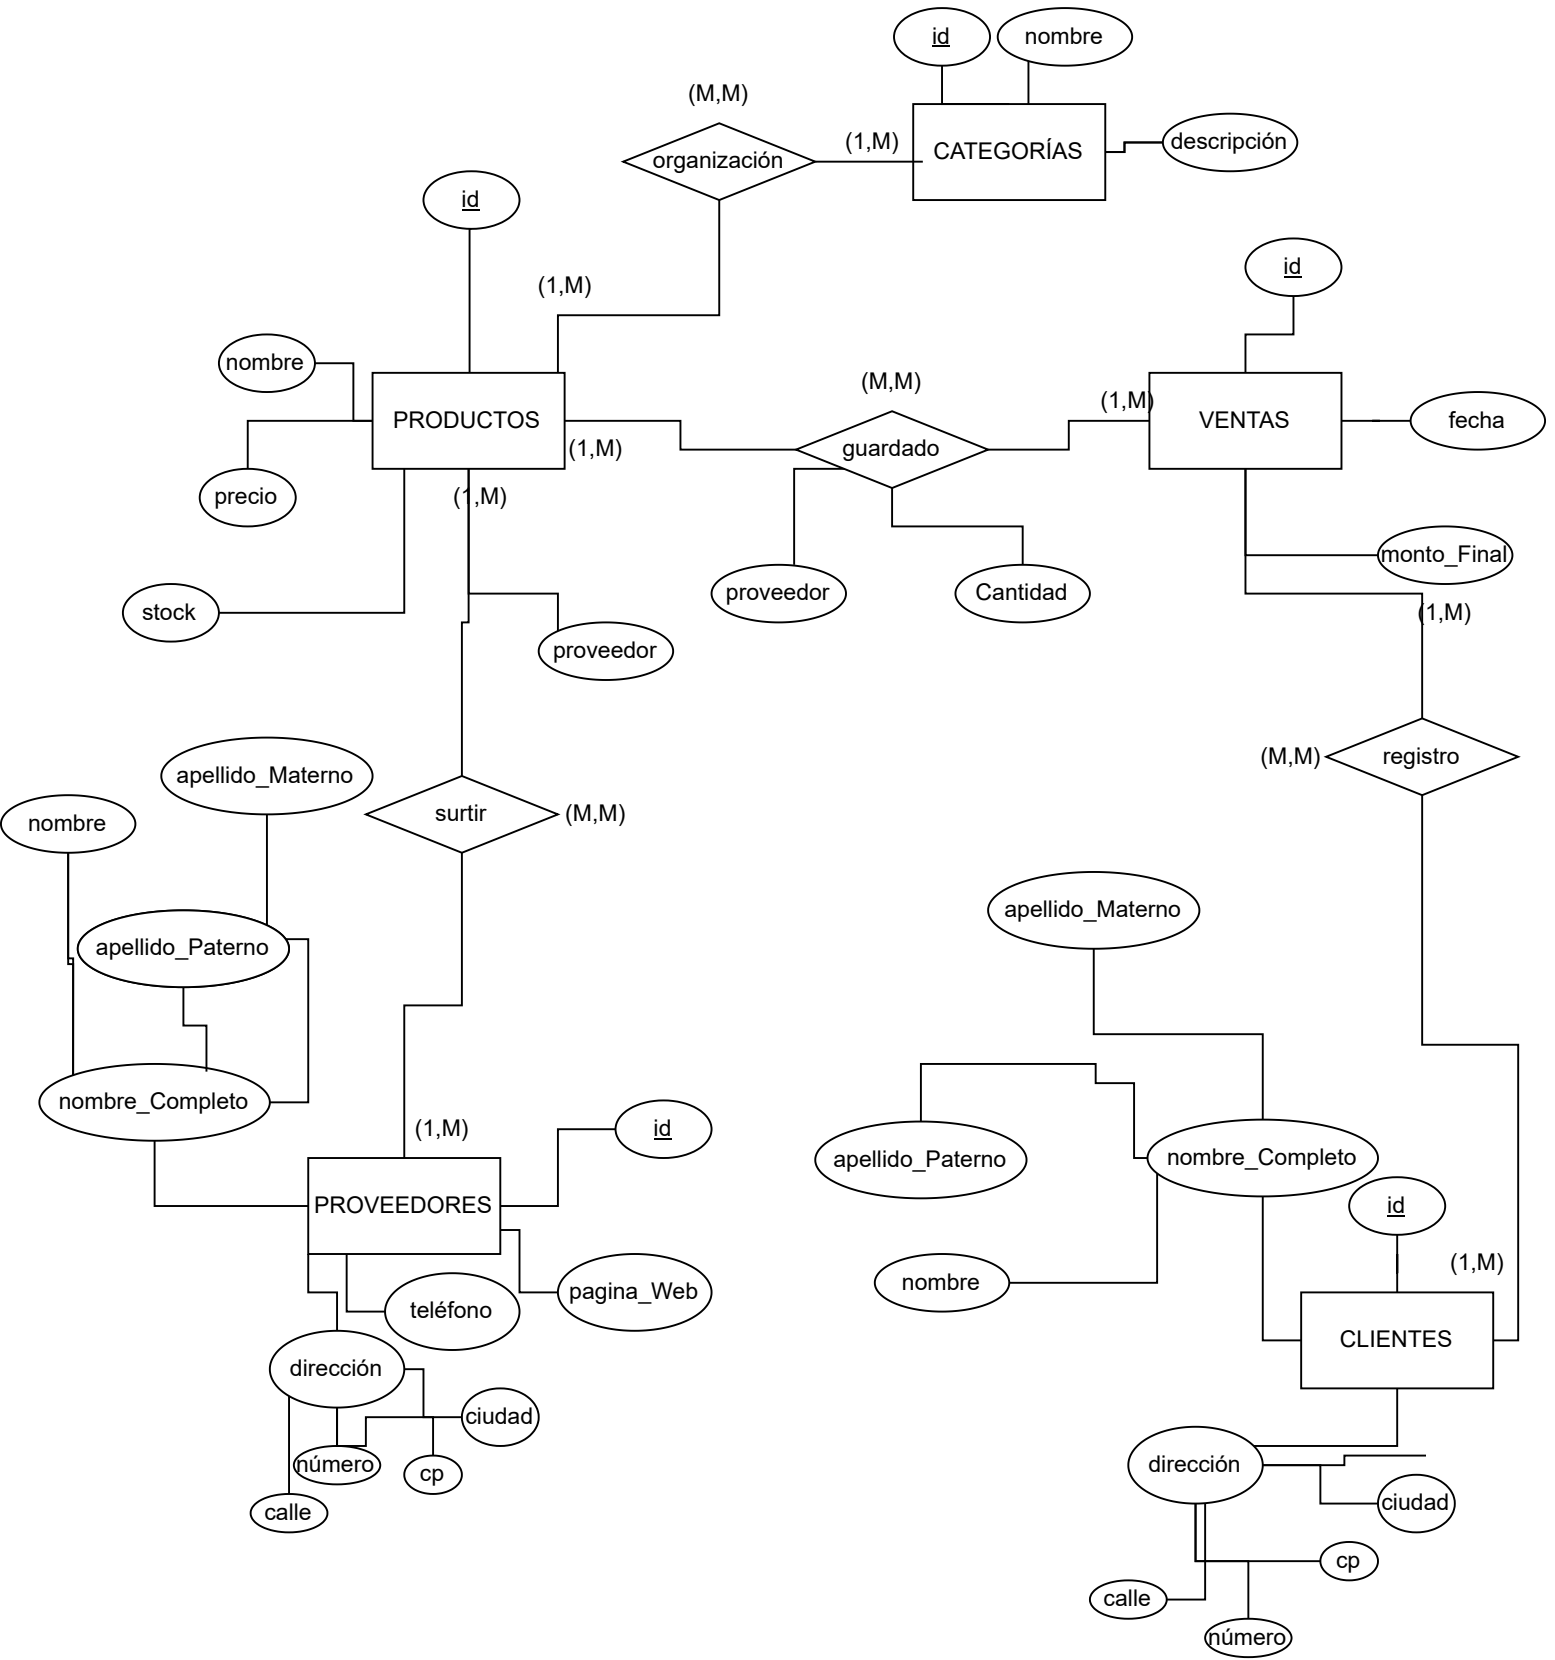 id
nombre
(M,M)
organización
(1,M)
CATEGORÍAS
descripción
id
id
(1,M)
nombre
PRODUCTOS
(M,M)
(1,M)
VENTAS
fecha
(1,M)
guardado
precio
(1,M)
monto_Final
stock
proveedor
Cantidad
(1,M)
proveedor
apellido_Materno
(M,M)
registro
nombre
surtir
(M,M)
apellido_Materno
apellido_Paterno
nombre_Completo
(1,M)
id
apellido_Paterno
nombre_Completo
PROVEEDORES
id
pagina_Web
nombre
(1,M)
teléfono
CLIENTES
dirección
ciudad
número
cp
dirección
calle
ciudad
cp
calle
número